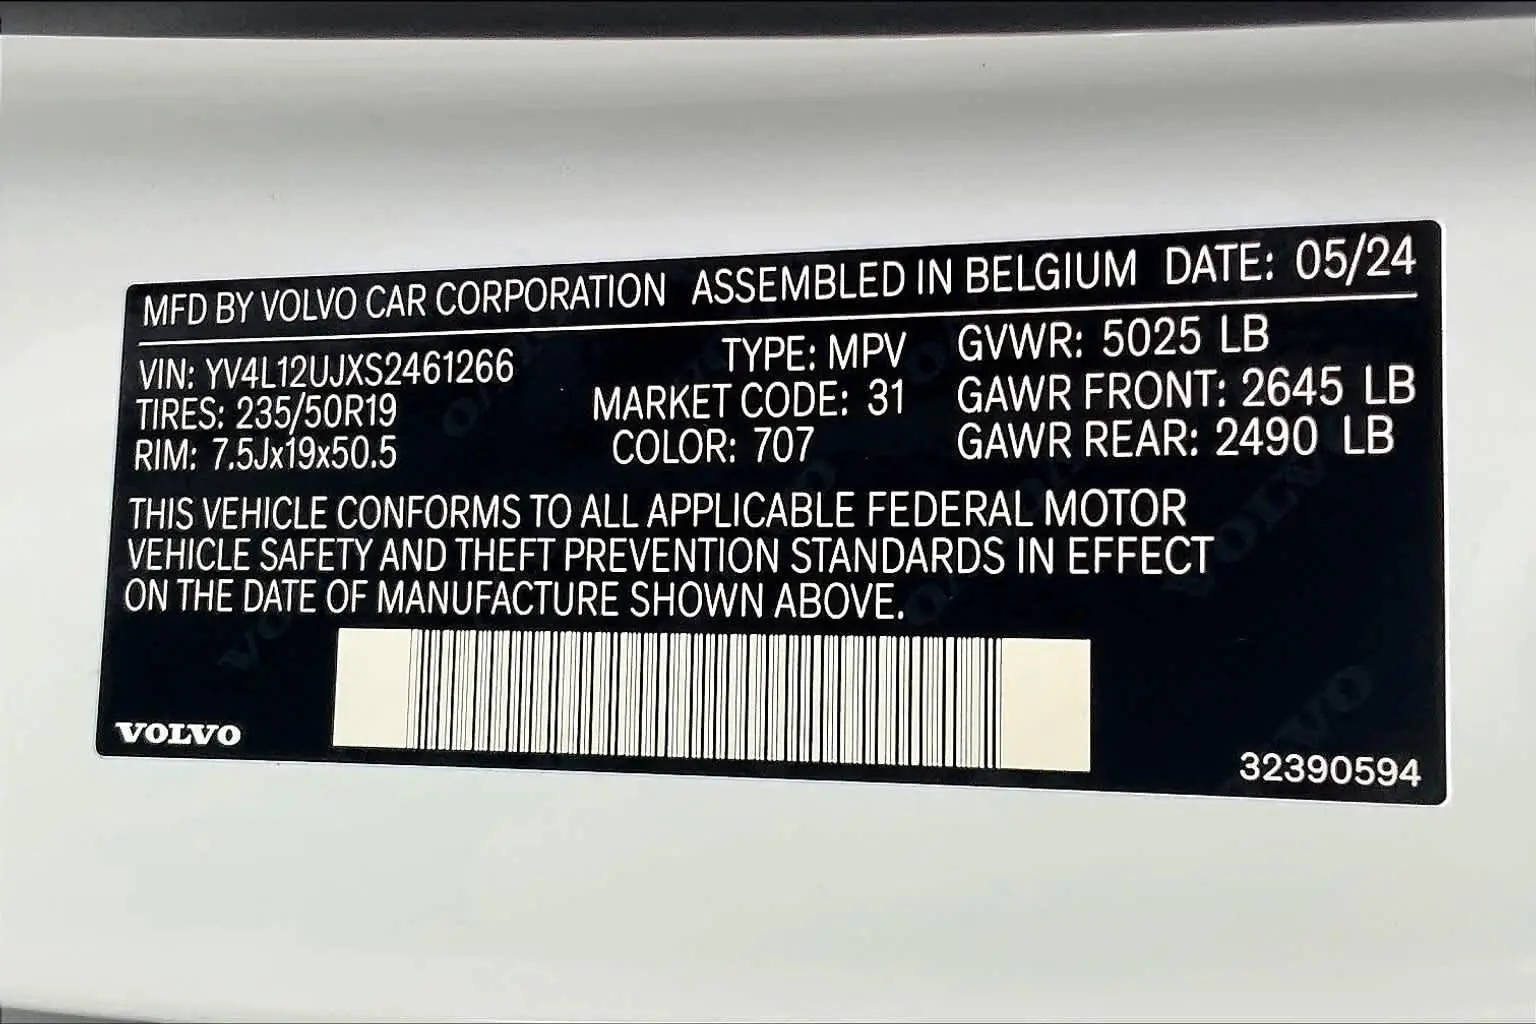 MFD BY VOLVO CAR CORPORATION ASSEMBLED IN BELGIUM DATE: 05/24
VIN: YV4L12UJXS2461266 TYPE: MPV GVWR: 5025 LB
TIRES: 235/50R19 MARKET CODE: 31 GAWR FRONT: 2645 LB
RIM: 7.5Jx19x50.5 COLOR: 707 GAWR REAR: 2490 LB
THIS VEHICLE CONFORMS TO ALL APPLICABLE FEDERAL MOTOR
VEHICLE SAFETY AND THEFT PREVENTION STANDARDS IN EFFECT
ON THE DATE OF MANUFACTURE SHOWN ABOVE.
VOLVO 32390594